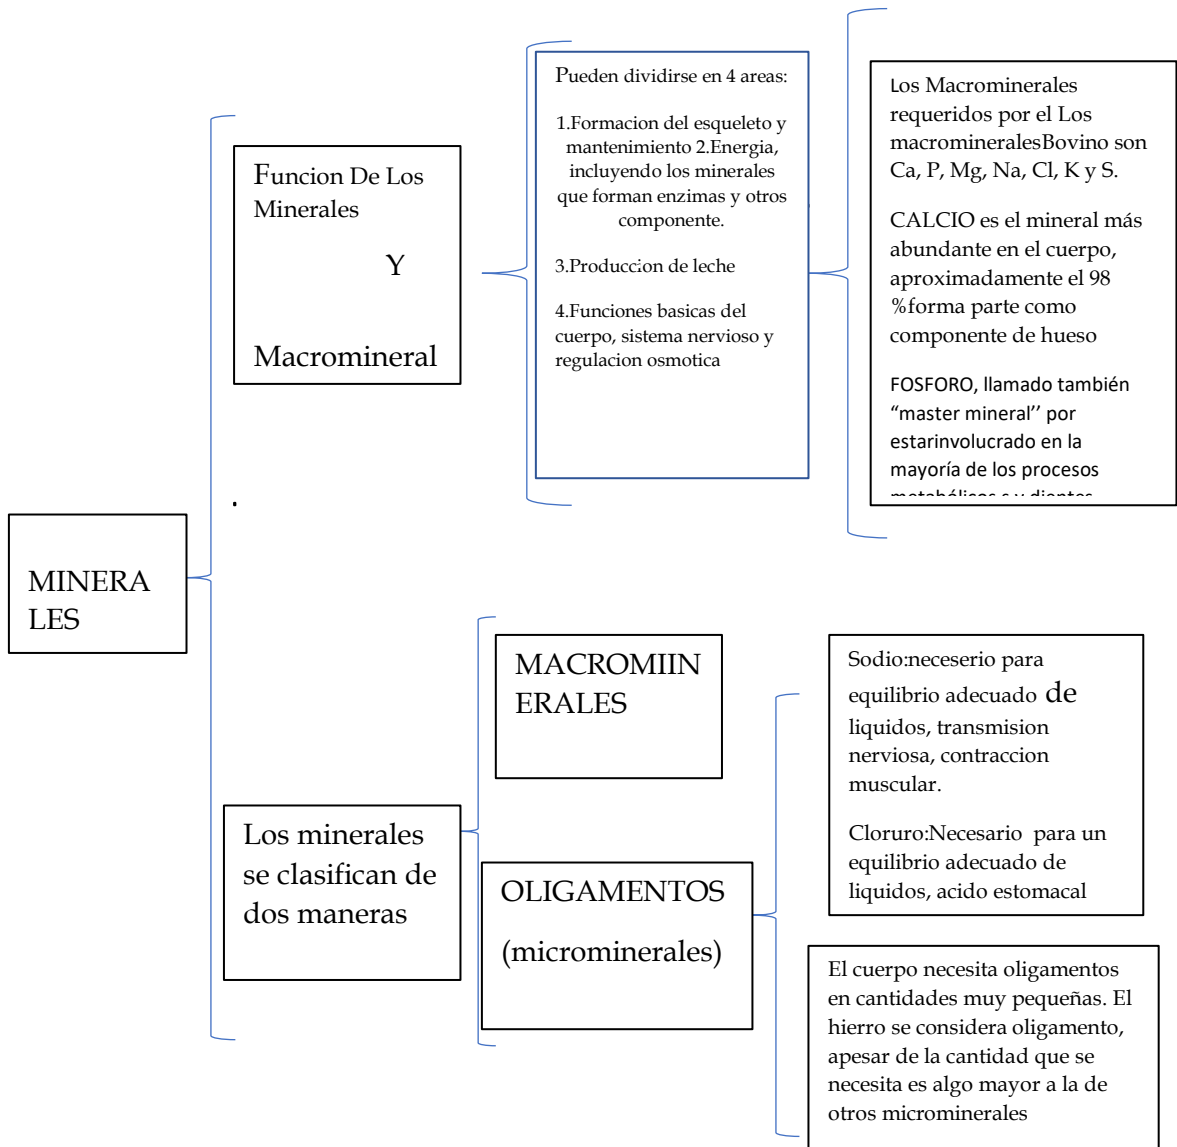 MINERA
LES
Funcion De Los
Minerales
Y
Macromineral
.
Pueden dividirse en 4 areas:
1.Formacion del esqueleto y
mantenimiento 2.Energia,
incluyendo los minerales
que forman enzimas y otros
componente.
3.Produccion de leche
4.Funciones basicas del
cuerpo, sistema nervioso y
regulacion osmotica
Los Macrominerales
requeridos por el Los
macromineralesBovino son
Ca, P, Mg, Na, Cl, K y S.
CALCIO es el mineral más
abundante en el cuerpo,
aproximadamente el 98
%forma parte como
componente de hueso
FOSFORO, llamado también
“master mineral’’ por
estarinvolucrado en la
mayoría de los procesos
metabólicos s y dientes
Los minerales
se clasifican de
dos maneras
MACROMIIN
ERALES
OLIGAMENTOS
(microminerales)
Sodio:neceserio para
equilibrio adecuado de
liquidos, transmision
nerviosa, contraccion
muscular.
Cloruro:Necesario para un
equilibrio adecuado de
liquidos, acido estomacal
El cuerpo necesita oligamentos
en cantidades muy pequeñas. El
hierro se considera oligamento,
apesar de la cantidad que se
necesita es algo mayor a la de
otros microminerales